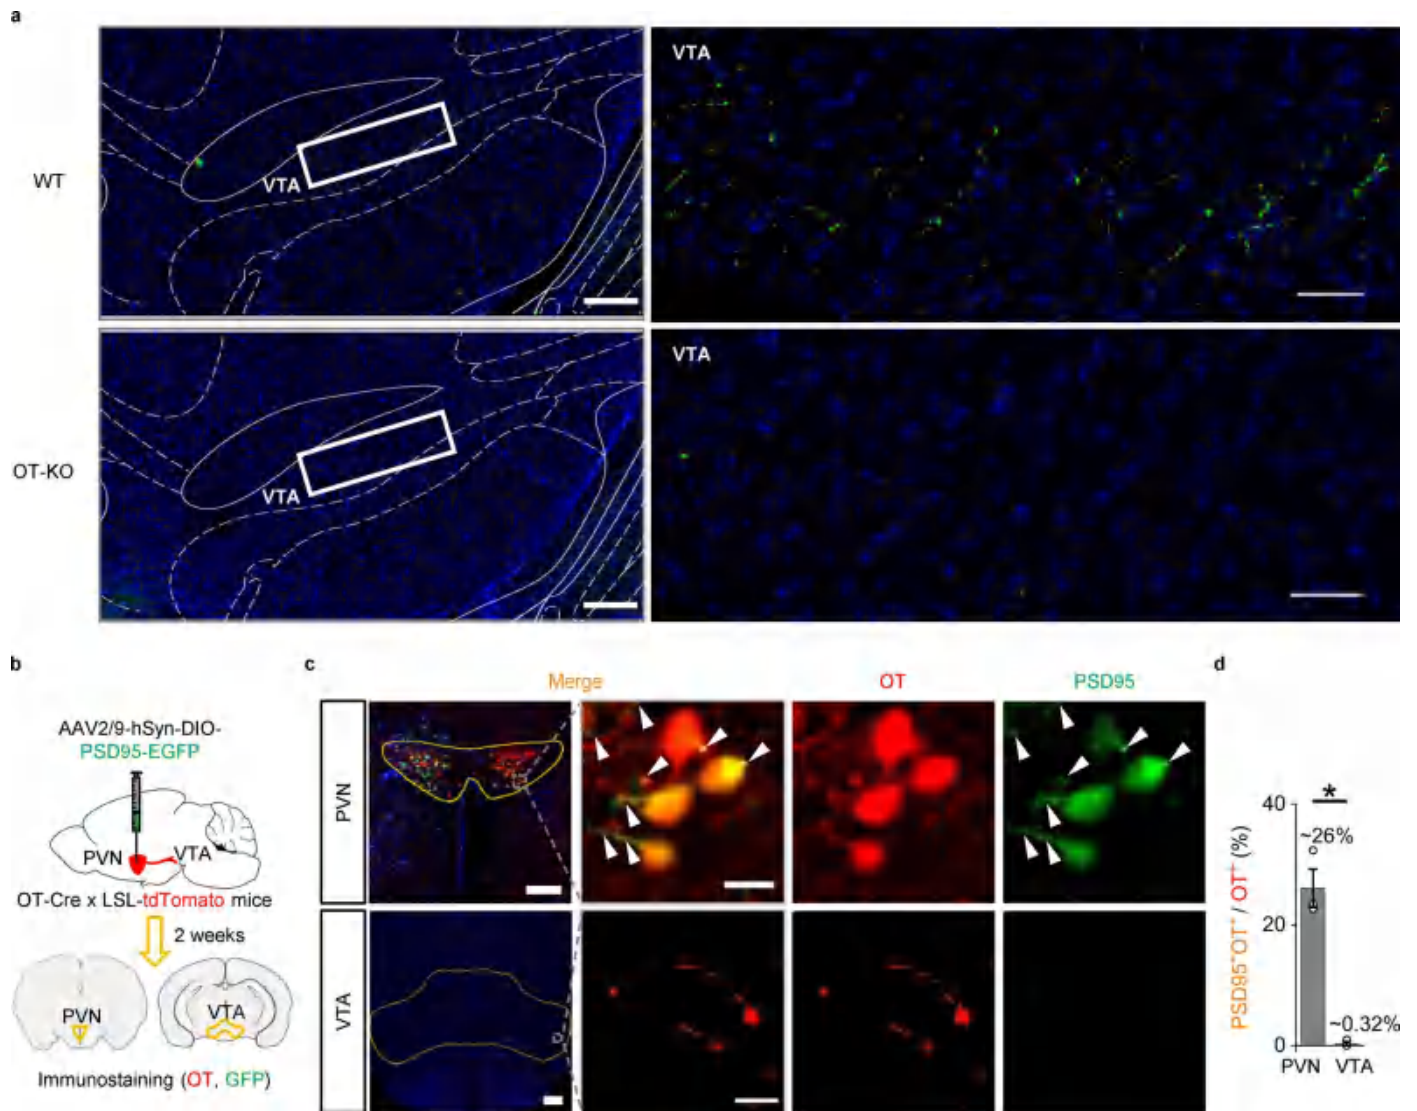 a
VTA
WT
VTA
VTA
OT-KO
VTA
b
c
d
Merge
OT
PSD95
AAV2/9-hSyn-DIO-
PSD95-EGFP
PVN
VTA
OT-Cre x LSL-tdTomato mice
2 weeks
PVN
VTA
Immunostaining (OT, GFP)
PVN
VTA
PSD95⁺OT⁺ / OT⁺ (%)
40
*
~26%
20
~0.32%
0
PVN
VTA